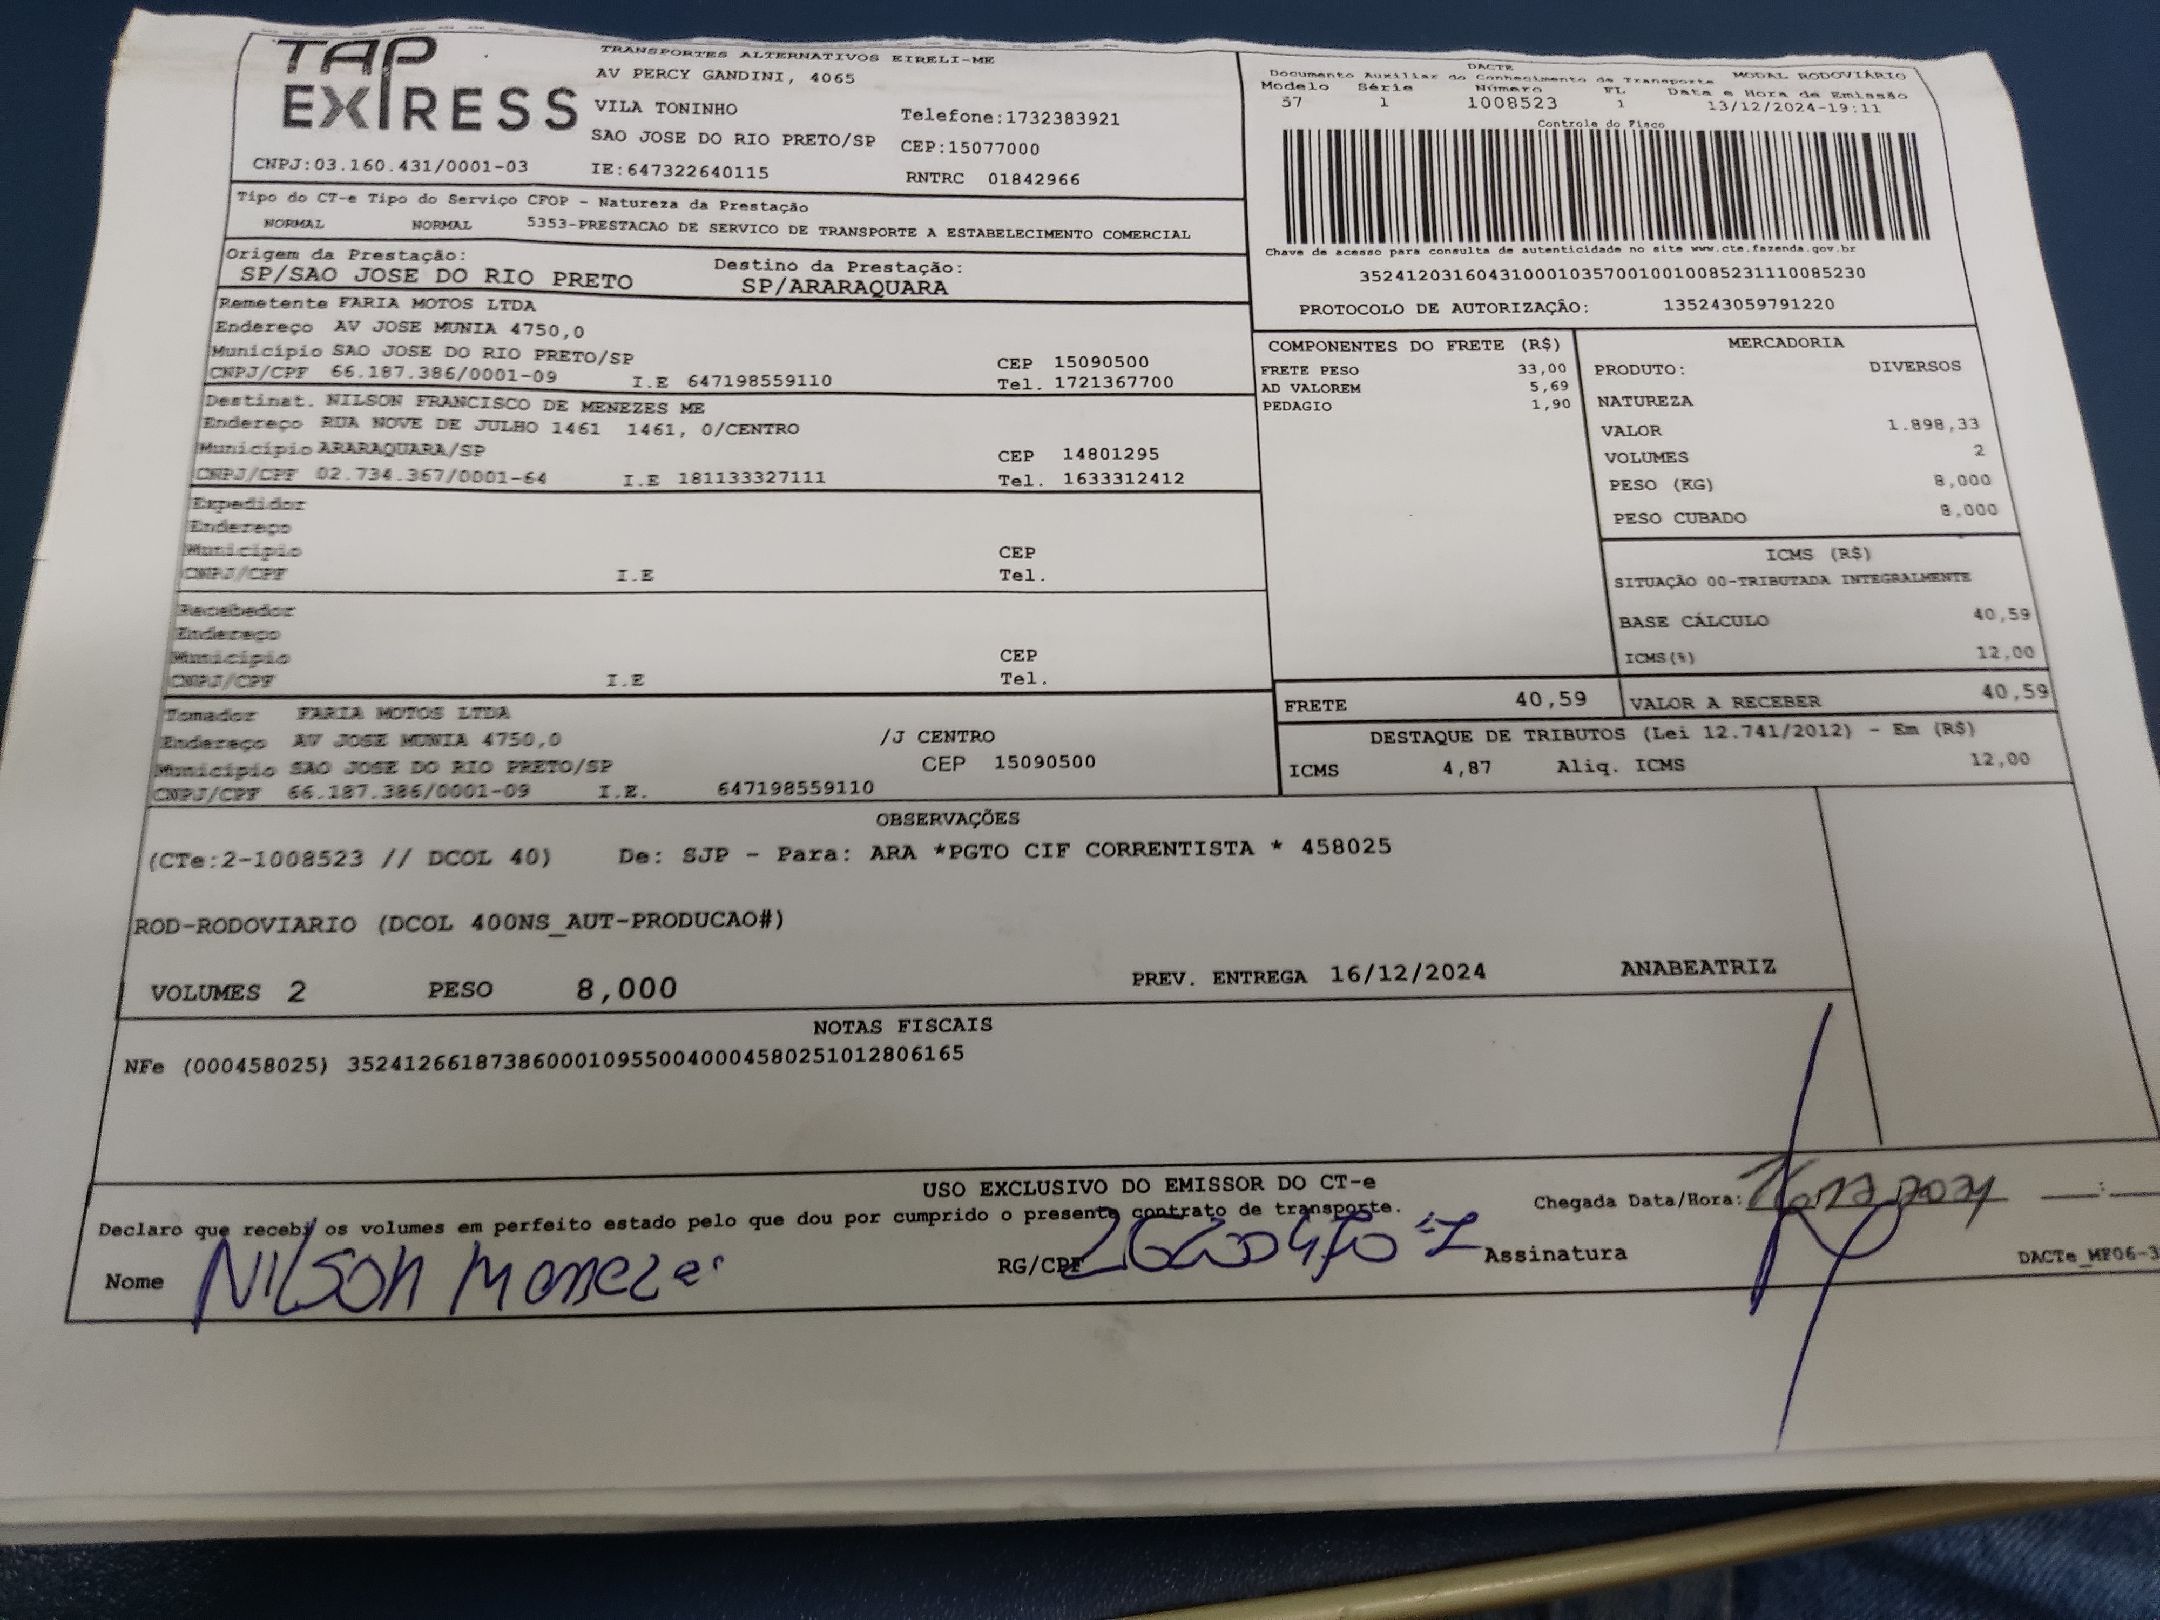 TAP EXPRESS
TRANSPORTES ALTERNATIVOS EIRELI-ME
AV PERCY GANDINI, 4065
VILA TONINHO Telefone:1732383921
SAO JOSE DO RIO PRETO/SP CEP:15077000
CNPJ:03.160.431/0001-03 IE:647322640115 RNTRC 01842966
DACTE
Documento Auxiliar do Conhecimento de Transporte MODAL RODOVIÁRIO
Modelo Série Número FL Data e Hora de Emissão
57 1 1008523 1 13/12/2024-19:11
Controle do Fisco
Chave de acesso para consulta de autenticidade no site www.cte.fazenda.gov.br
35241203160431000103570010010085231110085230
PROTOCOLO DE AUTORIZAÇÃO: 135243059791220
Tipo do CT-e Tipo do Serviço CFOP - Natureza da Prestação
NORMAL NORMAL 5353-PRESTACAO DE SERVICO DE TRANSPORTE A ESTABELECIMENTO COMERCIAL
Origem da Prestação: Destino da Prestação:
SP/SAO JOSE DO RIO PRETO SP/ARARAQUARA
Remetente FARIA MOTOS LTDA
Endereço AV JOSE MUNIA 4750,0
Município SAO JOSE DO RIO PRETO/SP CEP 15090500
CNPJ/CPF 66.187.386/0001-09 I.E 647198559110 Tel. 1721367700
Destinat. NILSON FRANCISCO DE MENEZES ME
Endereço RUA NOVE DE JULHO 1461 1461, 0/CENTRO
Município ARARAQUARA/SP CEP 14801295
CNPJ/CPF 02.734.367/0001-64 I.E 181133327111 Tel. 1633312412
Expedidor
Endereço
Município CEP
CNPJ/CPF I.E Tel.
Recebedor
Endereço
Município CEP
CNPJ/CPF I.E Tel.
Tomador FARIA MOTOS LTDA
Endereço AV JOSE MUNIA 4750,0 /J CENTRO
Município SAO JOSE DO RIO PRETO/SP CEP 15090500
CNPJ/CPF 66.187.386/0001-09 I.E. 647198559110
COMPONENTES DO FRETE (R$)
FRETE PESO 33,00
AD VALOREM 5,69
PEDAGIO 1,90
MERCADORIA
PRODUTO: DIVERSOS
NATUREZA
VALOR 1.898,33
VOLUMES 2
PESO (KG) 8,000
PESO CUBADO 8,000
ICMS (R$)
SITUAÇÃO 00-TRIBUTADA INTEGRALMENTE
BASE CÁLCULO 40,59
ICMS(%) 12,00
FRETE 40,59 VALOR A RECEBER 40,59
DESTAQUE DE TRIBUTOS (Lei 12.741/2012) - Em (R$)
ICMS 4,87 Aliq. ICMS 12,00
OBSERVAÇÕES
(CTe:2-1008523 // DCOL 40) De: SJP - Para: ARA *PGTO CIF CORRENTISTA * 458025
ROD-RODOVIARIO (DCOL 400NS_AUT-PRODUCAO#)
VOLUMES 2 PESO 8,000 PREV. ENTREGA 16/12/2024 ANABEATRIZ
NOTAS FISCAIS
NFe (000458025) 35241266187386000109550040004580251012806165
USO EXCLUSIVO DO EMISSOR DO CT-e
Declaro que recebi os volumes em perfeito estado pelo que dou por cumprido o presente contrato de transporte. Chegada Data/Hora:
Nome Nilson Menezes RG/CPF Assinatura